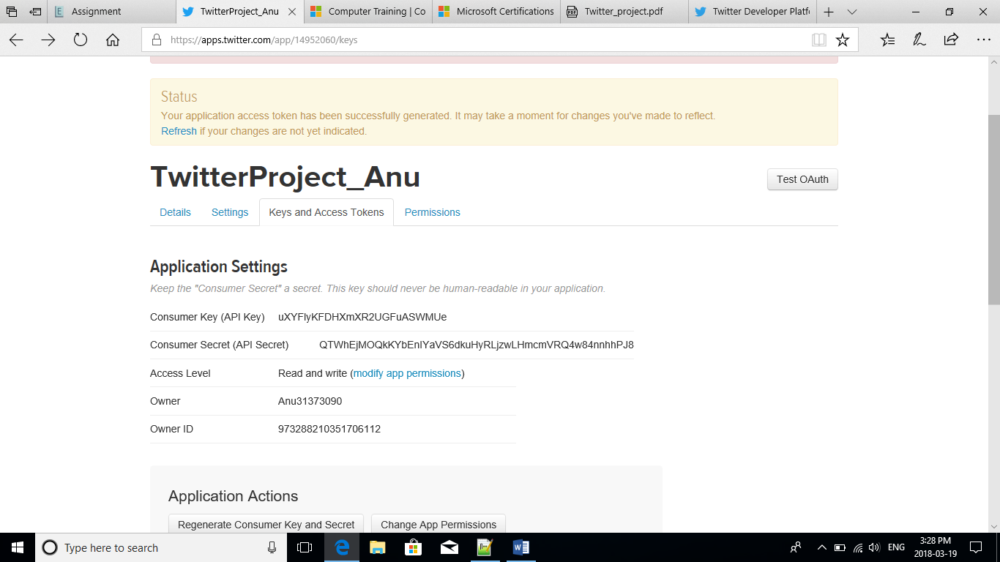 Assignment
TwitterProject_Anu
Computer Training | Co
Microsoft Certifications
Twitter_project.pdf
Twitter Developer Platf
https://apps.twitter.com/app/14952060/keys
Status
Your application access token has been successfully generated. It may take a moment for changes you've made to reflect.
Refresh if your changes are not yet indicated.
TwitterProject_Anu
Test OAuth
Details Settings Keys and Access Tokens Permissions
Application Settings
Keep the "Consumer Secret" a secret. This key should never be human-readable in your application.
Consumer Key (API Key)
Consumer Secret (API Secret)
Access Level Read and write (modify app permissions)
Owner Anu31373090
Owner ID 973288210351706112
Application Actions
Regenerate Consumer Key and Secret Change App Permissions
Type here to search
ENG
3:28 PM
2018-03-19